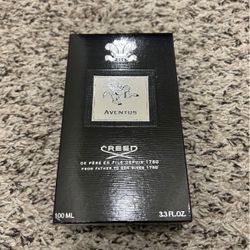 AVENTUS
CREED
DE PÈRE EN FILS DEPUIS 1760
FROM FATHER TO SON SINCE 1760
100 ML 3.3 FL.OZ.